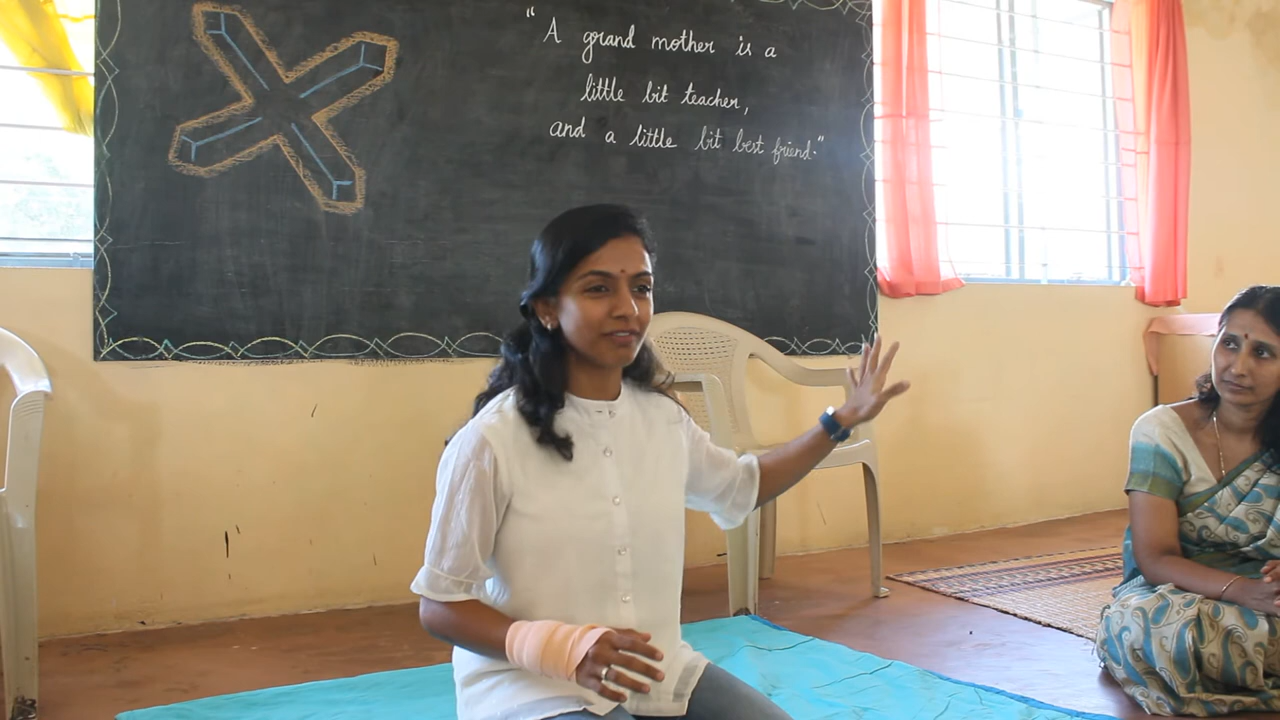 "A grand mother is a
little bit teacher,
and a little bit best friend."